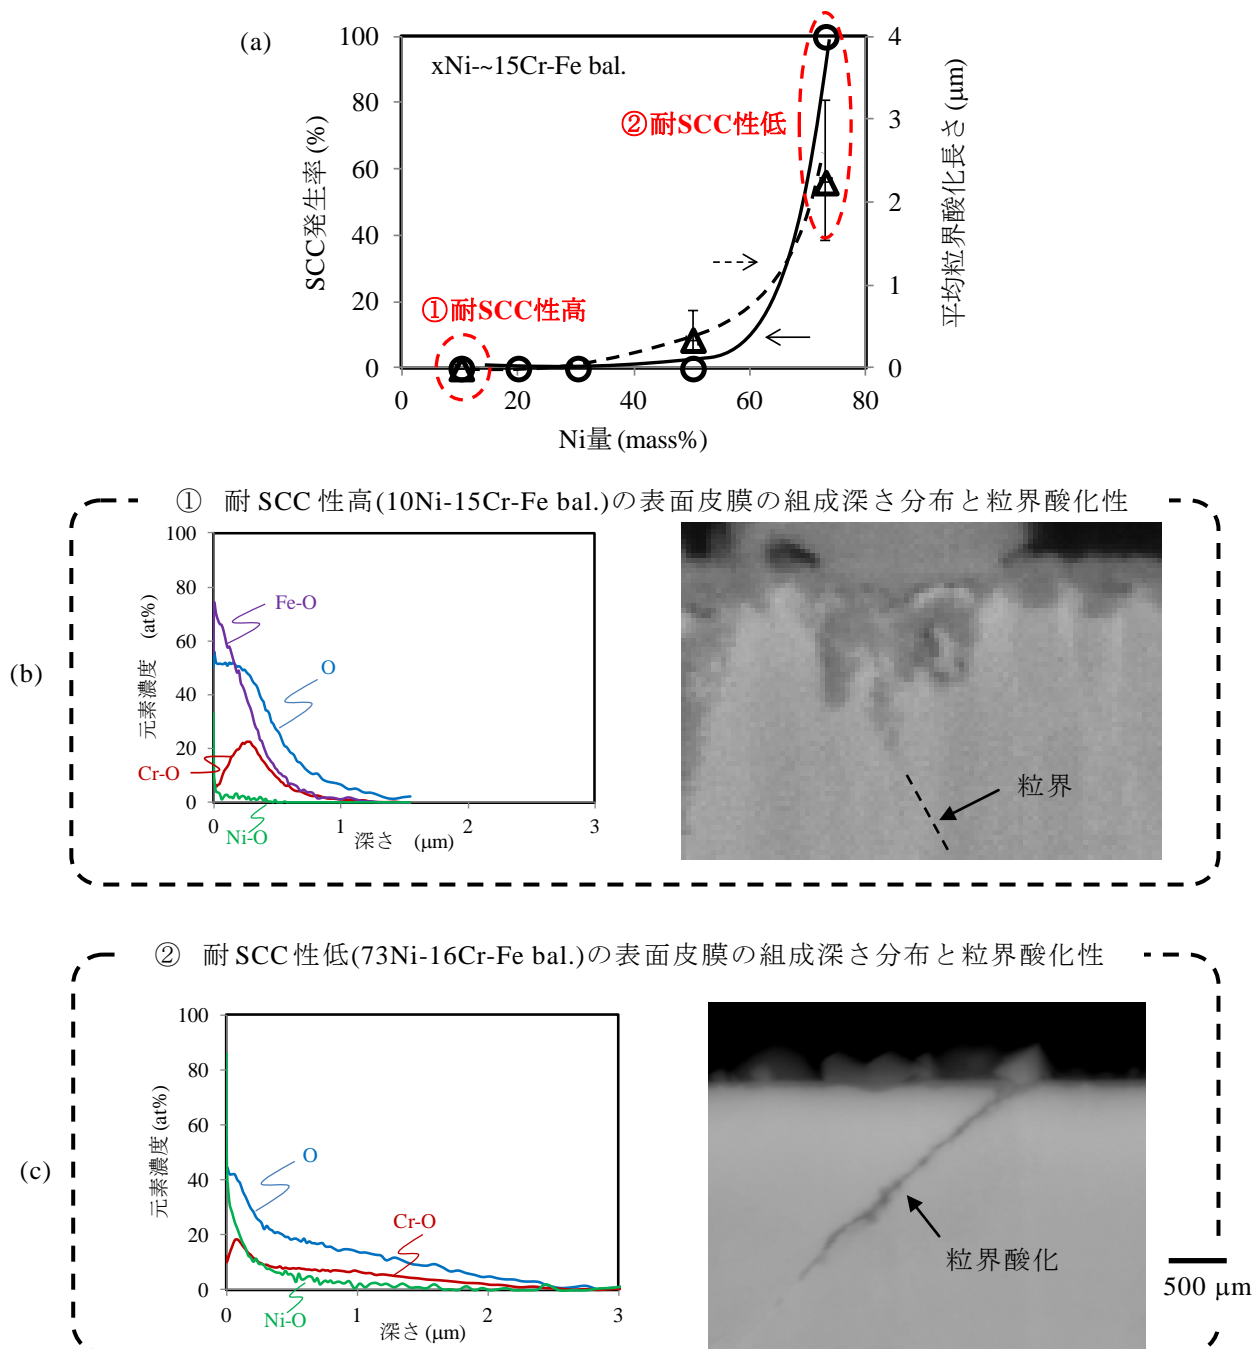 (a)
100
80
60
40
20
0
SCC発生率 (%)
xNi-~15Cr-Fe bal.
②耐SCC性低
①耐SCC性高
4
3
2
1
0
平均粒界酸化長さ (μm)
0 20 40 60 80
Ni量 (mass%)
① 耐SCC性高(10Ni-15Cr-Fe bal.)の表面皮膜の組成深さ分布と粒界酸化性
(b)
100
80
60
40
20
0
元素濃度 (at%)
Fe-O
O
Cr-O
Ni-O
0 1 2 3
深さ (μm)
粒界
② 耐SCC性低(73Ni-16Cr-Fe bal.)の表面皮膜の組成深さ分布と粒界酸化性
(c)
100
80
60
40
20
0
元素濃度 (at%)
O
Cr-O
Ni-O
0 1 2 3
深さ (μm)
粒界酸化
500 μm